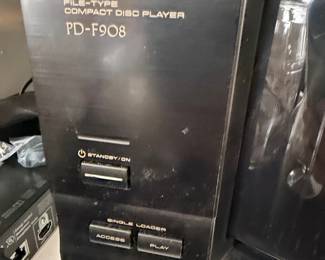 FILE-TYPE
COMPACT DISC PLAYER
PD-F908
STANDBY/ON
SINGLE LOADER
ACCESS
PLAY